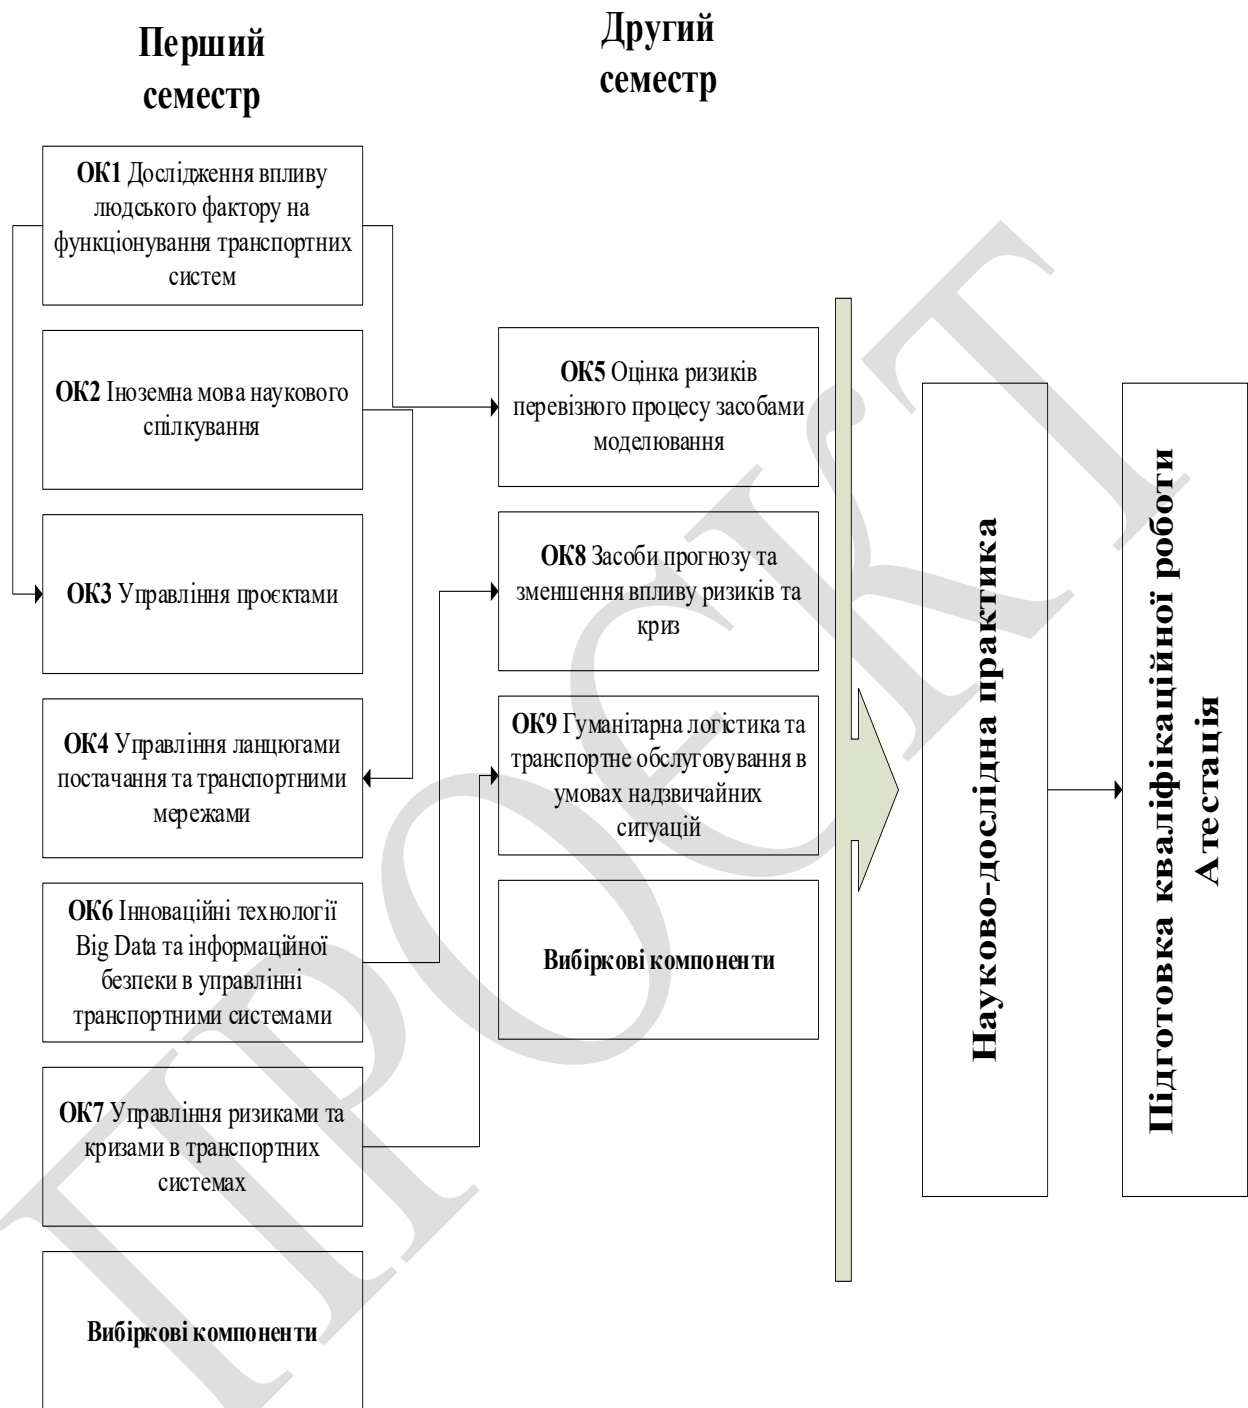 Перший
семестр
ОК1 Дослідження впливу
людського фактору на
функціонування транспортних
систем
ОК2 Іноземна мова наукового
спілкування
ОК3 Управління проєктами
ОК4 Управління ланцюгами
постачання та транспортними
мережами
ОК6 Інноваційні технології
Big Data та інформаційної
безпеки в управлінні
транспортними системами
ОК7 Управління ризиками та
кризами в транспортних
системах
Вибіркові компоненти
Другий
семестр
ОК5 Оцінка ризиків
перевізного процесу засобами
моделювання
ОК8 Засоби прогнозу та
зменшення впливу ризиків та
криз
ОК9 Гуманітарна логістика та
транспортне обслуговування в
умовах надзвичайних
ситуацій
Вибіркові компоненти
Науково-дослідна практика
Підготовка кваліфікаційної роботи
Атестація
ПРОЄКТ